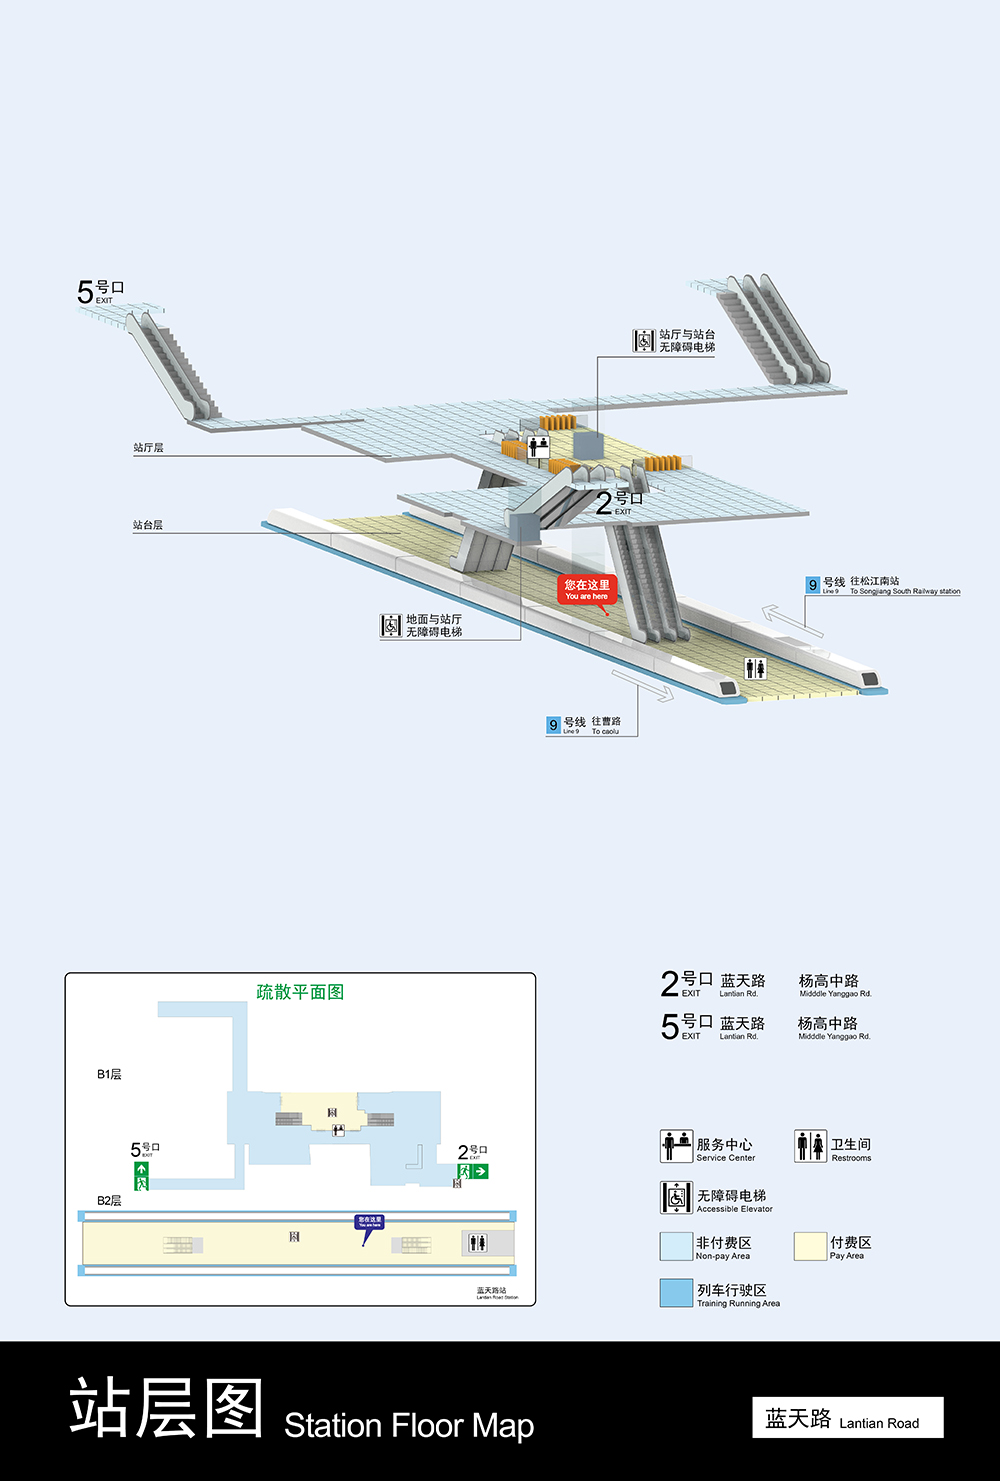 5号口
EXIT
站厅与站台
无障碍电梯
站厅层
2号口
EXIT
站台层
您在这里
You are here
9 号线 往松江南站
Line 9 To Songjiang South Railway station
地面与站厅
无障碍电梯
9 号线 往曹路
Line 9 To caolu
疏散平面图
B1层
5号口
EXIT
2号口
EXIT
B2层
您在这里
You are here
蓝天路站
Lantian Road Station
2号口 蓝天路 杨高中路
EXIT Lantian Rd. Midddle Yanggao Rd.
5号口 蓝天路 杨高中路
EXIT Lantian Rd. Midddle Yanggao Rd.
服务中心
Service Center
卫生间
Restrooms
无障碍电梯
Accessible Elevator
非付费区
Non-pay Area
付费区
Pay Area
列车行驶区
Training Running Area
站层图 Station Floor Map
蓝天路 Lantian Road